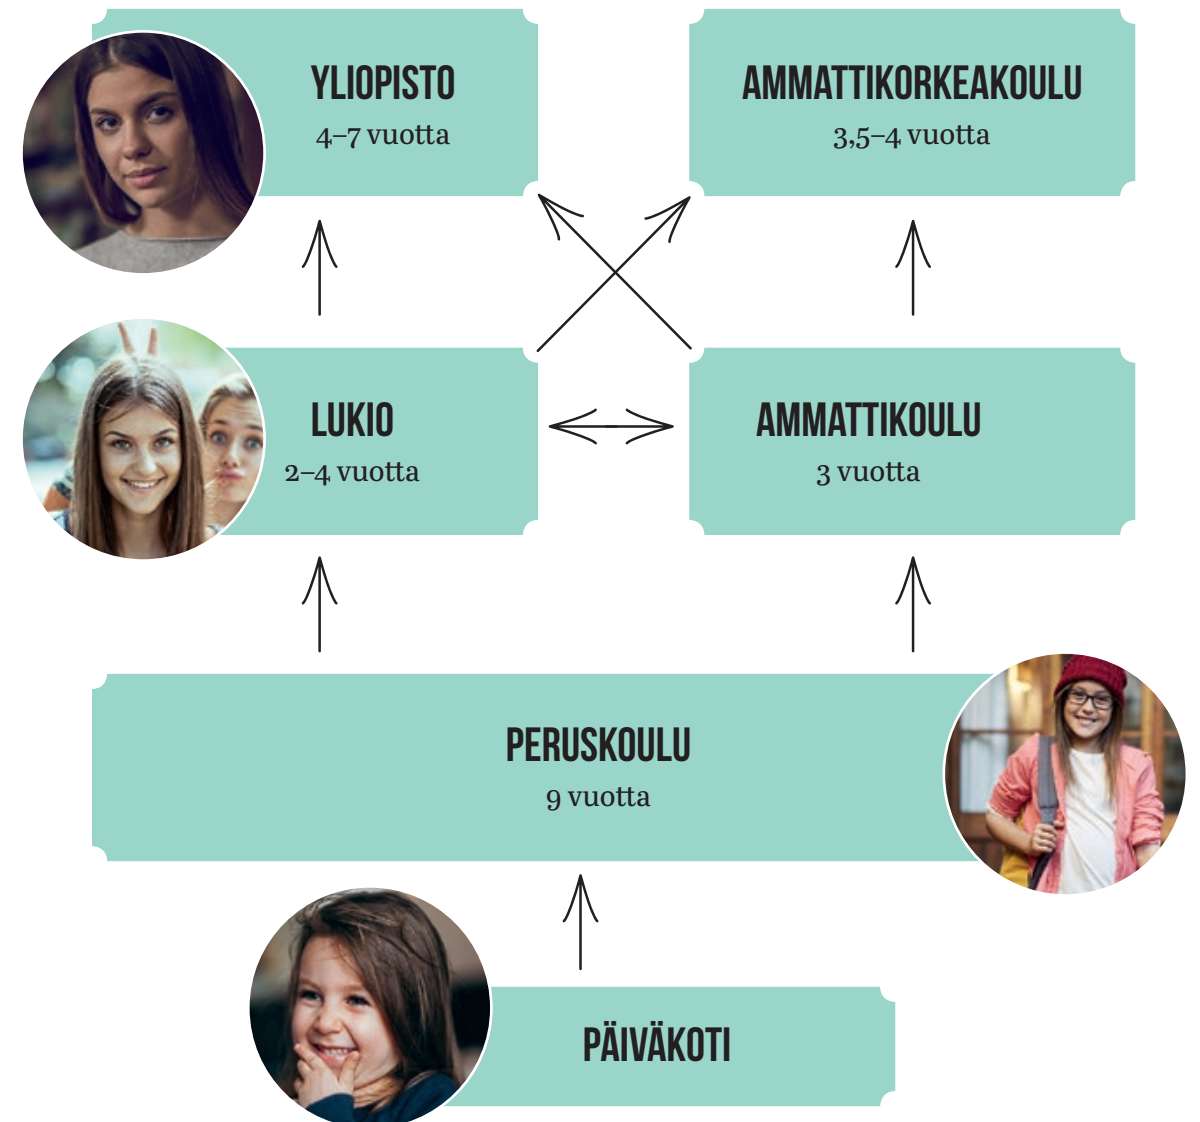 YLIOPISTO
4–7 vuotta
AMMATTIKORKEAKOULU
3,5–4 vuotta
LUKIO
2–4 vuotta
AMMATTIKOULU
3 vuotta
PERUSKOULU
9 vuotta
PÄIVÄKOTI